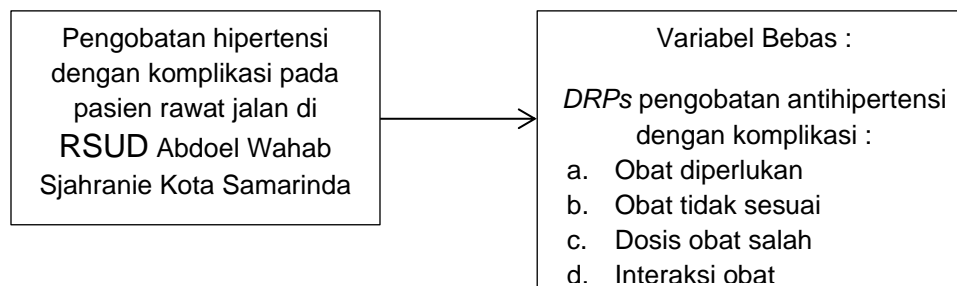 Pengobatan hipertensi
dengan komplikasi pada
pasien rawat jalan di
RSUD Abdoel Wahab
Sjahranie Kota Samarinda
Variabel Bebas :
DRPs pengobatan antihipertensi
dengan komplikasi :
a. Obat diperlukan
b. Obat tidak sesuai
c. Dosis obat salah
d. Interaksi obat